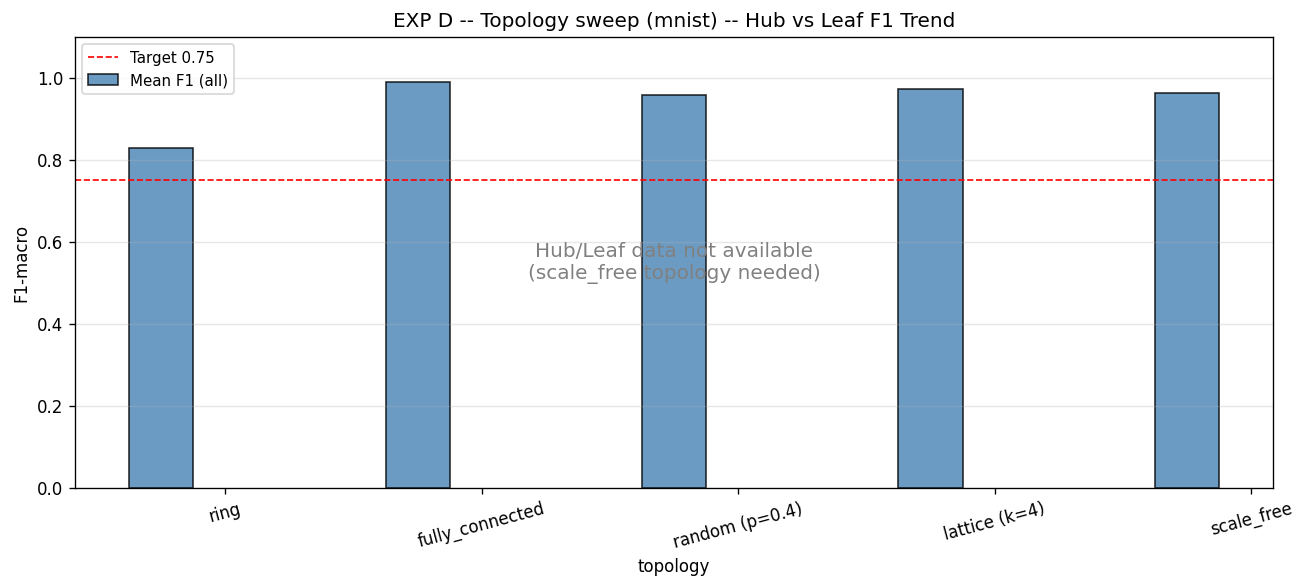 EXP D -- Topology sweep (mnist) -- Hub vs Leaf F1 Trend
Target 0.75
Mean F1 (all)
1.0
0.8
0.6
0.4
0.2
0.0
F1-macro
Hub/Leaf data not available
(scale_free topology needed)
ring
fully_connected
random (p=0.4)
lattice (k=4)
scale_free
topology